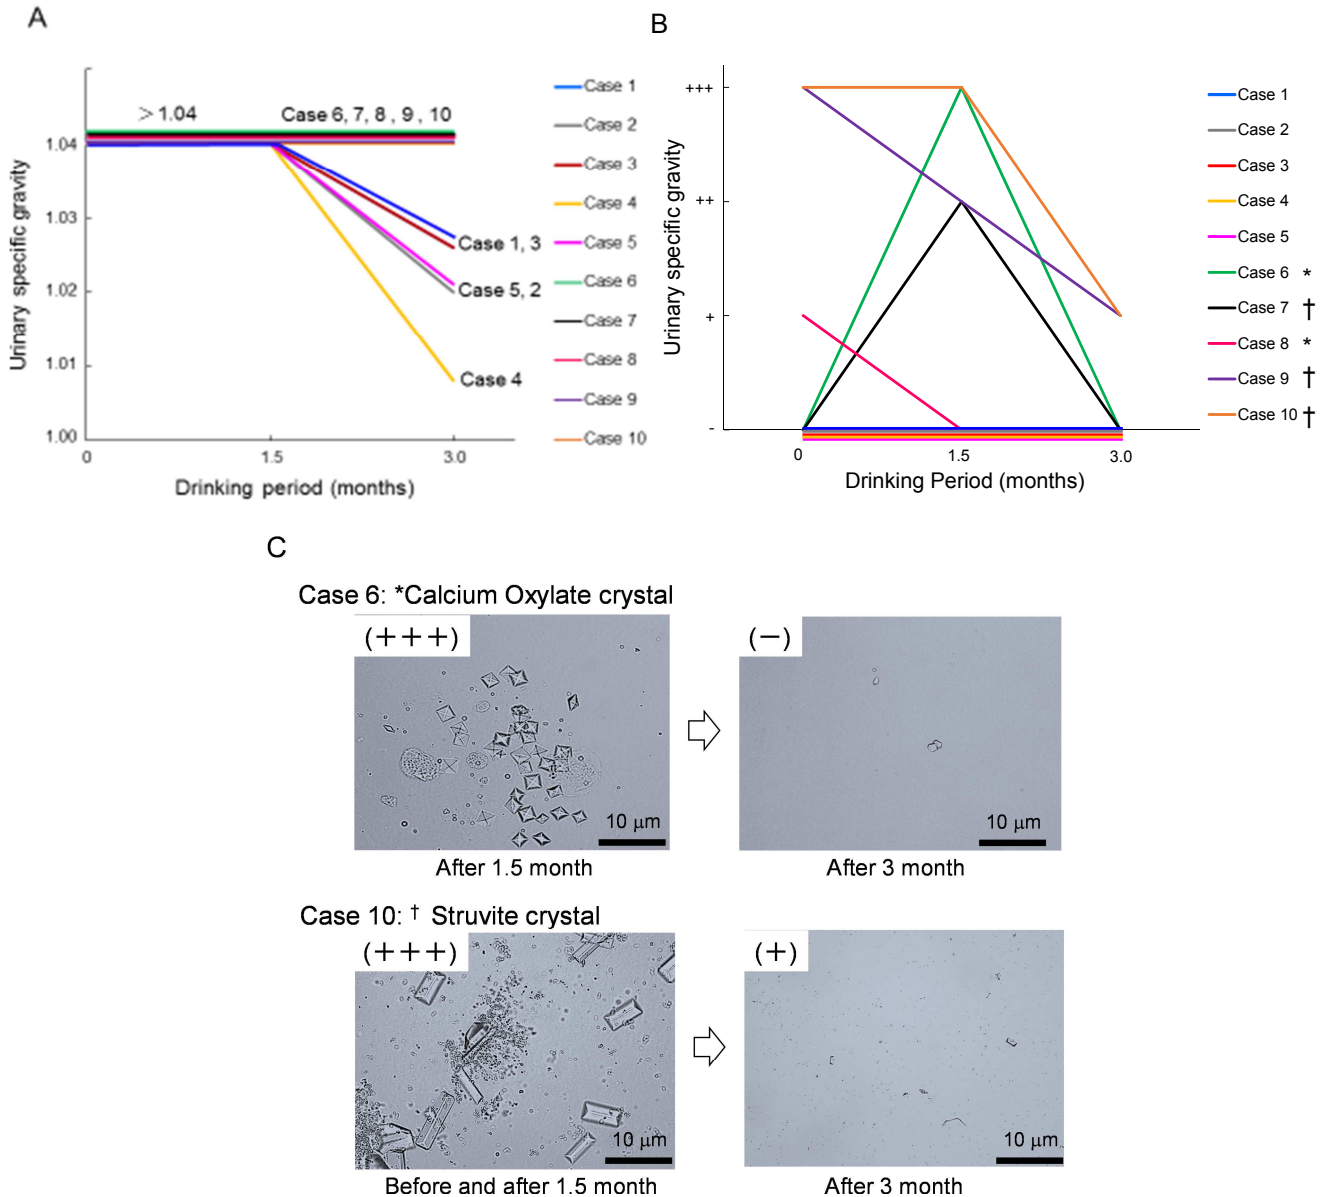 A
Urinary specific gravity
1.04
1.03
1.02
1.01
1.00
0
1.5
3.0
Drinking period (months)
>1.04
Case 6, 7, 8 , 9 , 10
Case 1, 3
Case 5, 2
Case 4
Case 1
Case 2
Case 3
Case 4
Case 5
Case 6
Case 7
Case 8
Case 9
Case 10
B
Urinary specific gravity
+++
++
+
-
0
1.5
3.0
Drinking Period (months)
Case 1
Case 2
Case 3
Case 4
Case 5
Case 6 *
Case 7 †
Case 8 *
Case 9 †
Case 10 †
C
Case 6: *Calcium Oxylate crystal
(+++)
10 μm
After 1.5 month
(−)
10 μm
After 3 month
Case 10: † Struvite crystal
(+++)
10 μm
Before and after 1.5 month
(+)
10 μm
After 3 month